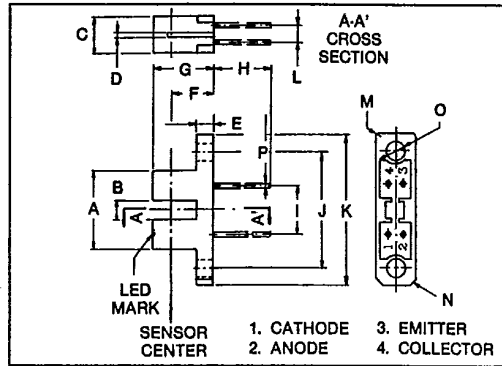 C
D
G
H
F
E
L
A-A'
CROSS
SECTION
M
O
P
A
B
A
A'
I
J
K
4
3
1
2
N
LED
MARK
SENSOR
CENTER
1. CATHODE
2. ANODE
3. EMITTER
4. COLLECTOR